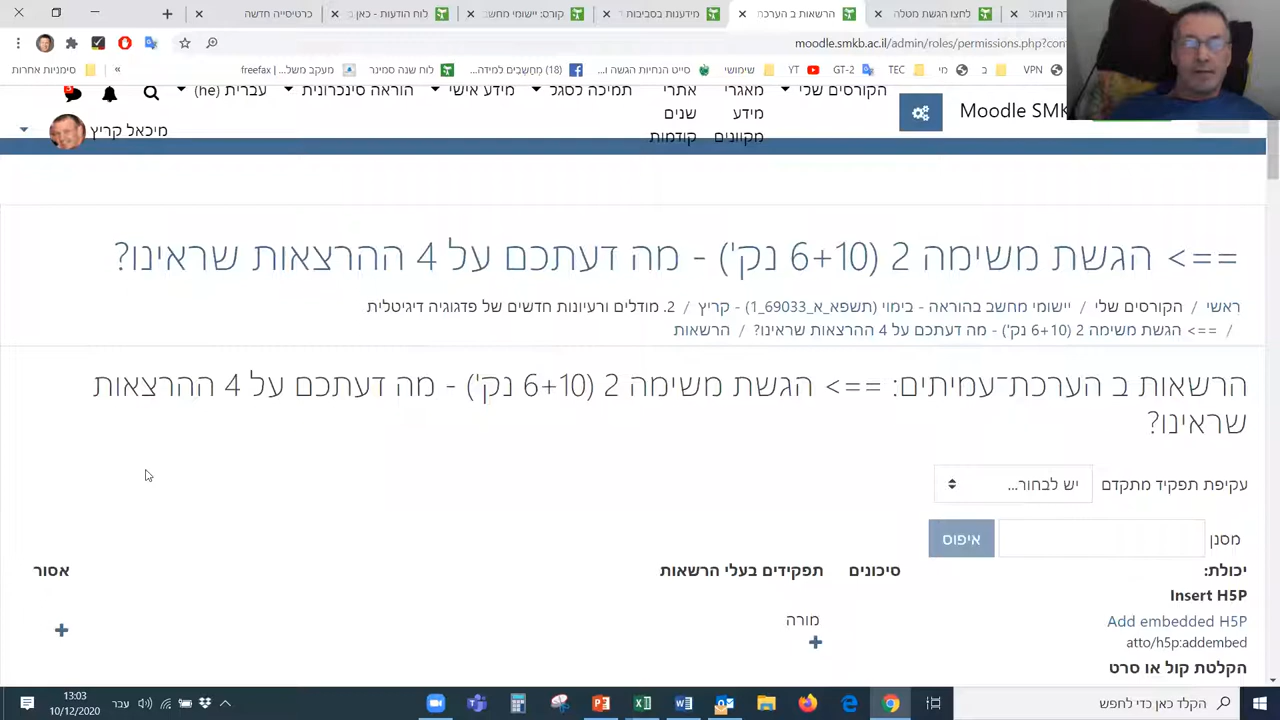 כרטיסייה חדשה
לוח הודעות - כאן ב
קורס: יישומי מחשב
מידענות בסביבות ר
הרשאות ב הערכת
לחצו הגשת מטלה
moodle.smkb.ac.il/admin/roles/permissions.php?con
VPN
ב
מי
TEC
GT-2
YT
שימושי
סייט הנחיות הגשה ו...
(18) מְחַשְּׁבִים למידה...
לוח שנה סמינר
מעקב משל...
freefax
»
סימניות אחרות
Moodle SMK
הקורסים שלי
מאגרי מידע מקוונים
אתרי שנים קודמות
תמיכה לסגל
מידע אישי
הוראה סינכרונית
עברית ‎(he)‎
מיכאל קריץ
==> הגשת משימה 2 (6+10 נק') - מה דעתכם על 4 ההרצאות שראינו?
ראשי / הקורסים שלי / יישומי מחשב בהוראה - בימוי (תשפא_א_69033_1) - קריץ / 2. מודלים ורעיונות חדשים של פדגוגיה דיגיטלית
/ ==> הגשת משימה 2 (6+10 נק') - מה דעתכם על 4 ההרצאות שראינו? / הרשאות
הרשאות ב הערכת־עמיתים: ==> הגשת משימה 2 (6+10 נק') - מה דעתכם על 4 ההרצאות
שראינו?
עקיפת תפקיד מתקדם יש לבחור...
מסנן איפוס
יכולת: סיכונים תפקידים בעלי הרשאות אסור
Insert H5P
Add embedded H5P מורה
atto/h5p:addembed
הקלטת קול או סרט
הקלד כאן כדי לחפש
עבר
13:03
10/12/2020